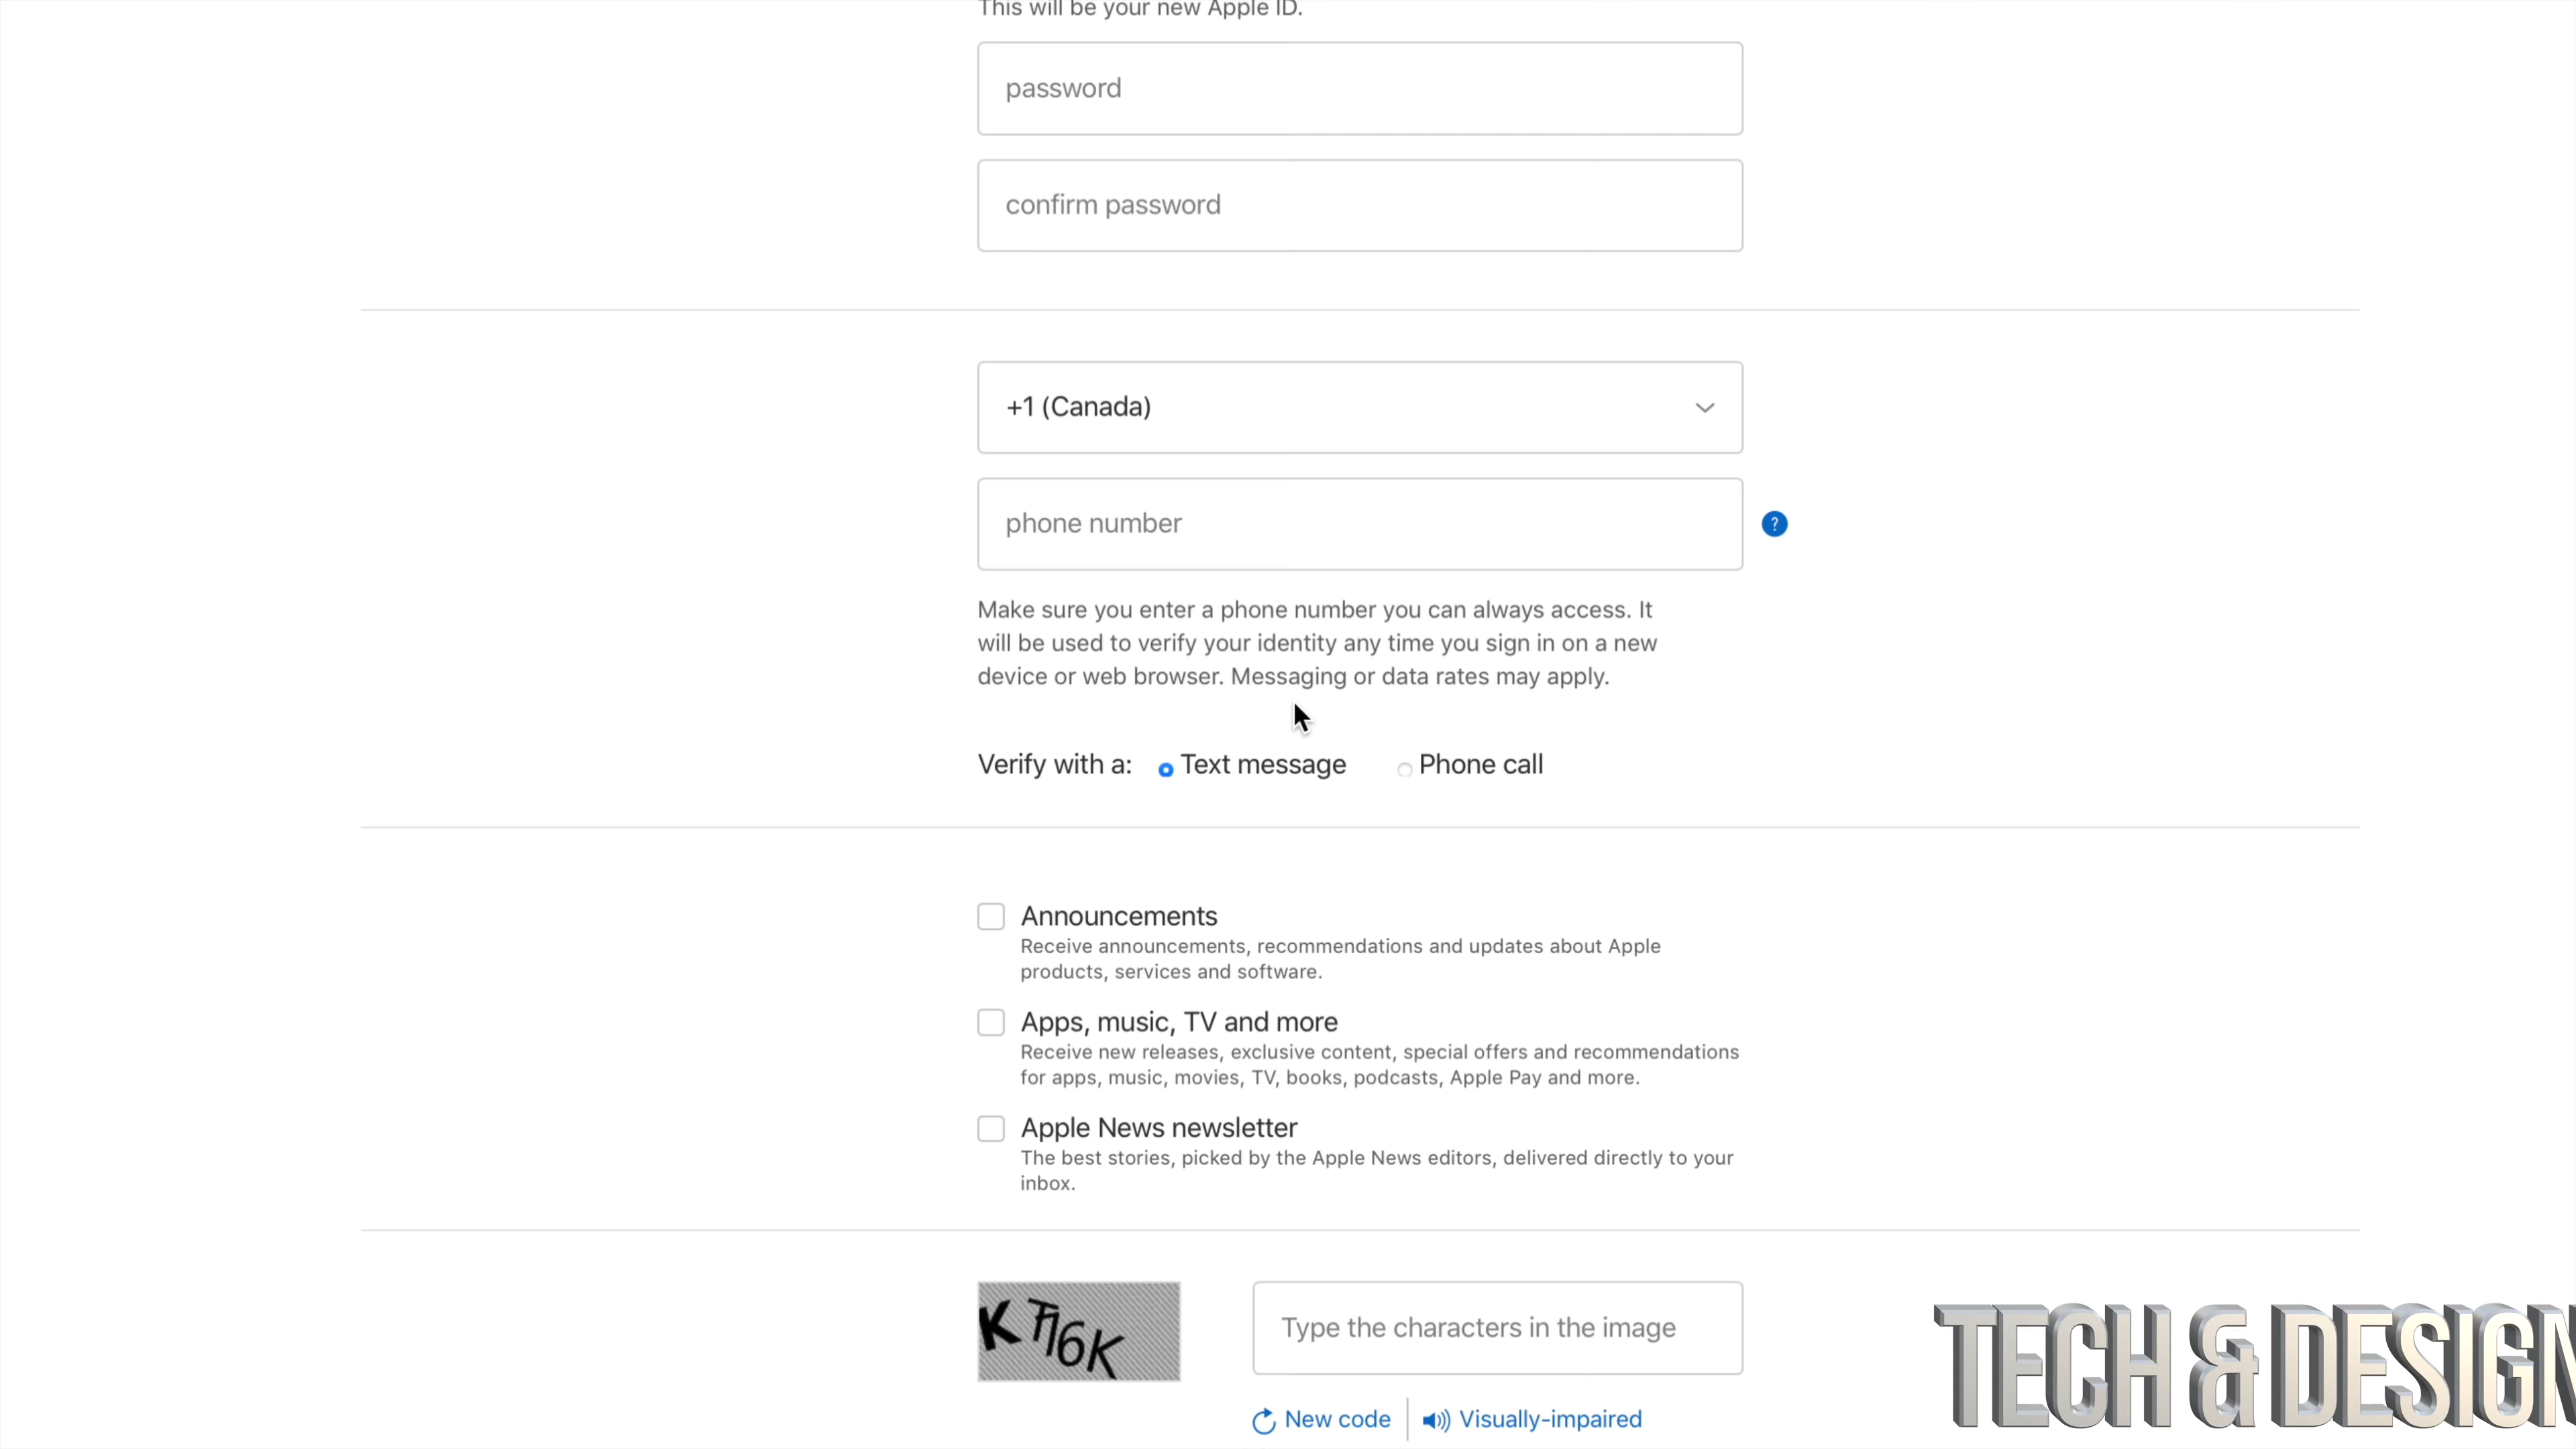 This will be your new Apple ID.
password
confirm password
+1 (Canada)
phone number
?
Make sure you enter a phone number you can always access. It
will be used to verify your identity any time you sign in on a new
device or web browser. Messaging or data rates may apply.
Verify with a: Text message Phone call
Announcements
Receive announcements, recommendations and updates about Apple
products, services and software.
Apps, music, TV and more
Receive new releases, exclusive content, special offers and recommendations
for apps, music, movies, TV, books, podcasts, Apple Pay and more.
Apple News newsletter
The best stories, picked by the Apple News editors, delivered directly to your
inbox.
Type the characters in the image
New code Visually-impaired
TECH & DESIGN